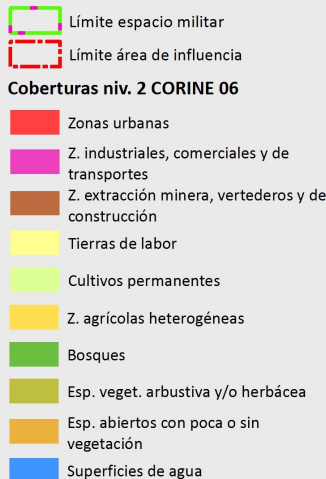 Límite espacio militar
Límite área de influencia
Coberturas niv. 2 CORINE 06
Zonas urbanas
Z. industriales, comerciales y de
transportes
Z. extracción minera, vertederos y de
construcción
Tierras de labor
Cultivos permanentes
Z. agrícolas heterogéneas
Bosques
Esp. veget. arbustiva y/o herbácea
Esp. abiertos con poca o sin
vegetación
Superficies de agua